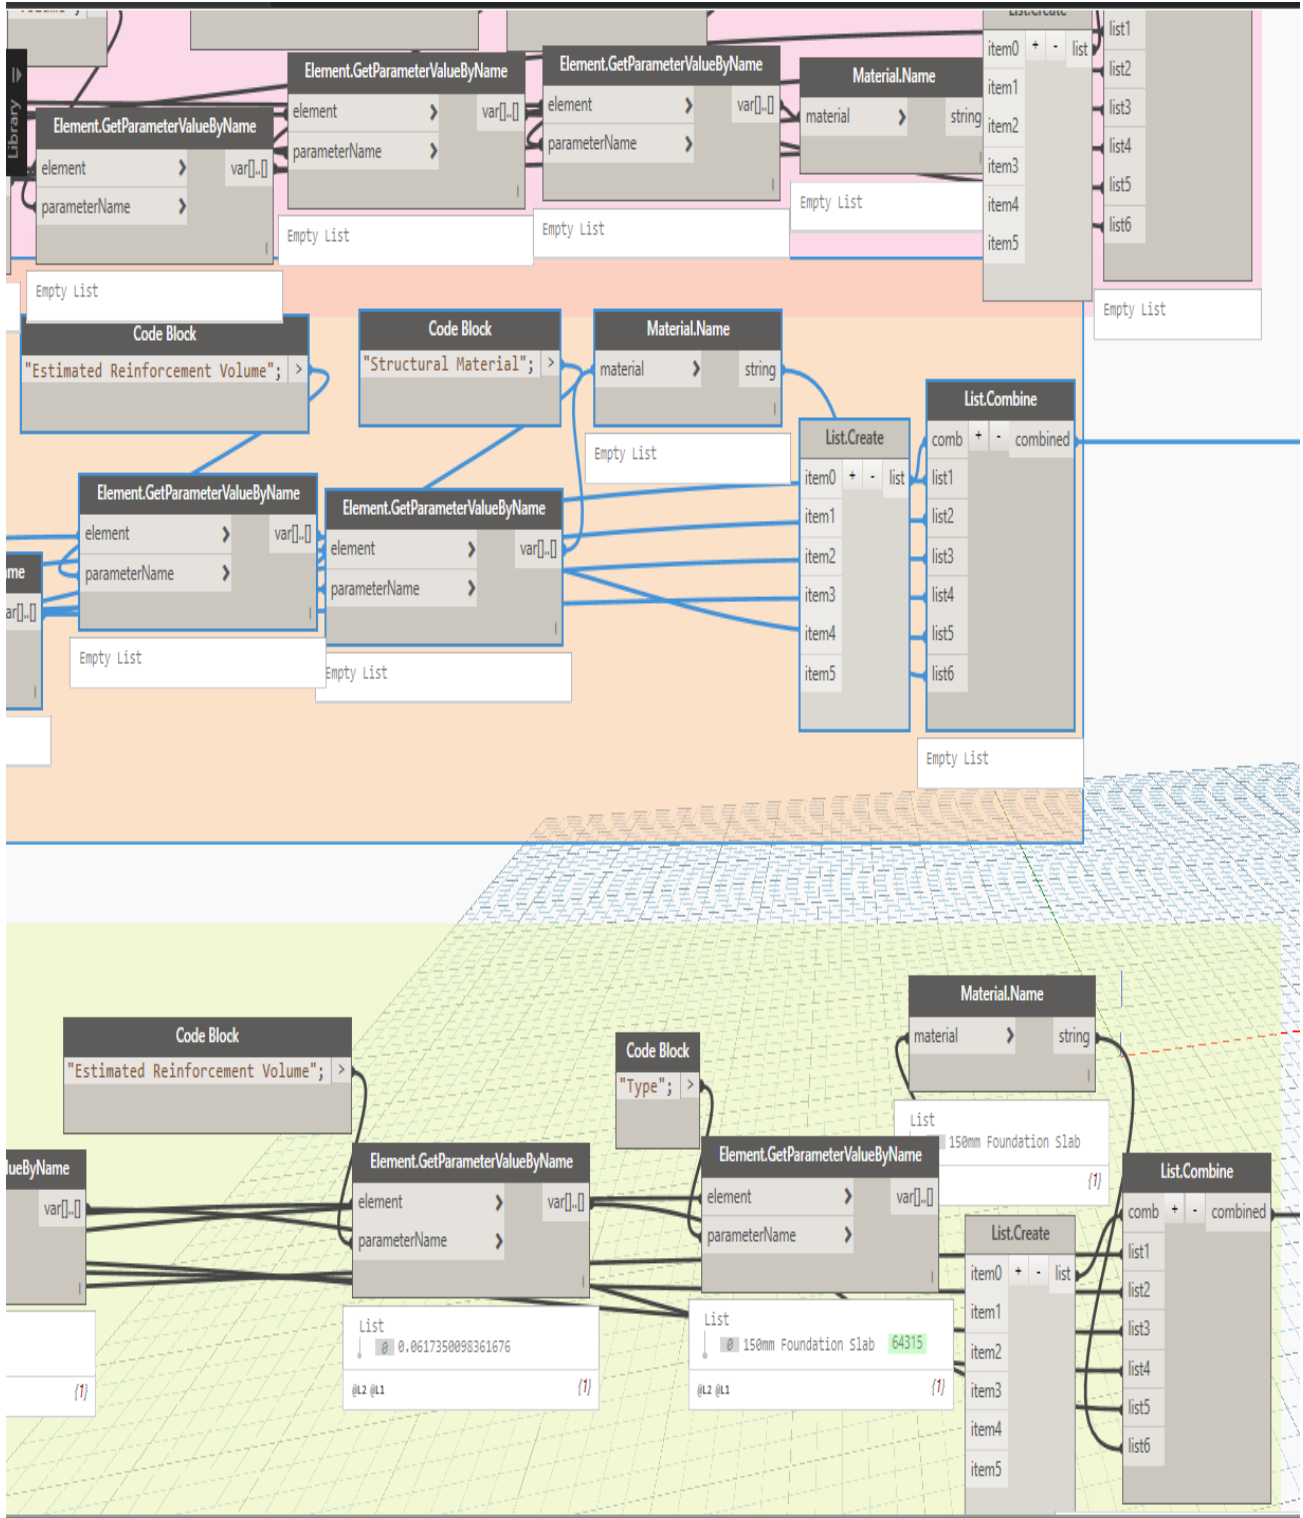 List.Create
item0 + - list
item1
item2
item3
item4
item5
list1
list2
list3
list4
list5
list6
Empty List
Library
Element.GetParameterValueByName
element > var[]..[]
parameterName >
Empty List
Element.GetParameterValueByName
element > var[]..[]
parameterName >
Empty List
Element.GetParameterValueByName
element > var[]..[]
parameterName >
Empty List
Material.Name
material > string
Empty List
Code Block
"Estimated Reinforcement Volume"; >
Code Block
"Structural Material"; >
Material.Name
material > string
Empty List
Element.GetParameterValueByName
element > var[]..[]
parameterName >
Empty List
Element.GetParameterValueByName
element > var[]..[]
parameterName >
Empty List
List.Create
item0 + - list
item1
item2
item3
item4
item5
List.Combine
comb + - combined
list1
list2
list3
list4
list5
list6
Empty List
Code Block
"Estimated Reinforcement Volume"; >
Code Block
"Type"; >
Material.Name
material > string
List
150mm Foundation Slab
{1}
lueByName
var[]..[]
{1}
Element.GetParameterValueByName
element > var[]..[]
parameterName >
List
0 0.0617350098361676
@L2 @L1 {1}
Element.GetParameterValueByName
element > var[]..[]
parameterName >
List
0 150mm Foundation Slab 64315
@L2 @L1 {1}
List.Create
item0 + - list
item1
item2
item3
item4
item5
List.Combine
comb + - combined
list1
list2
list3
list4
list5
list6